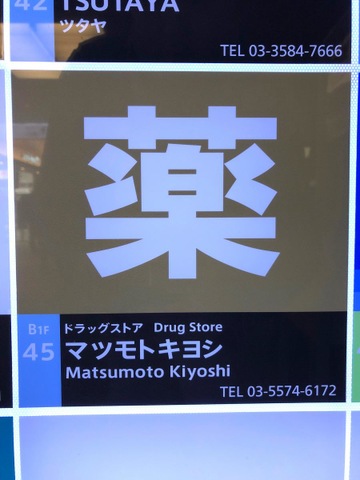 42 TSUTAYA
ツタヤ
TEL 03-3584-7666
薬
B1F
45
ドラッグストア Drug Store
マツモトキヨシ
Matsumoto Kiyoshi
TEL 03-5574-6172